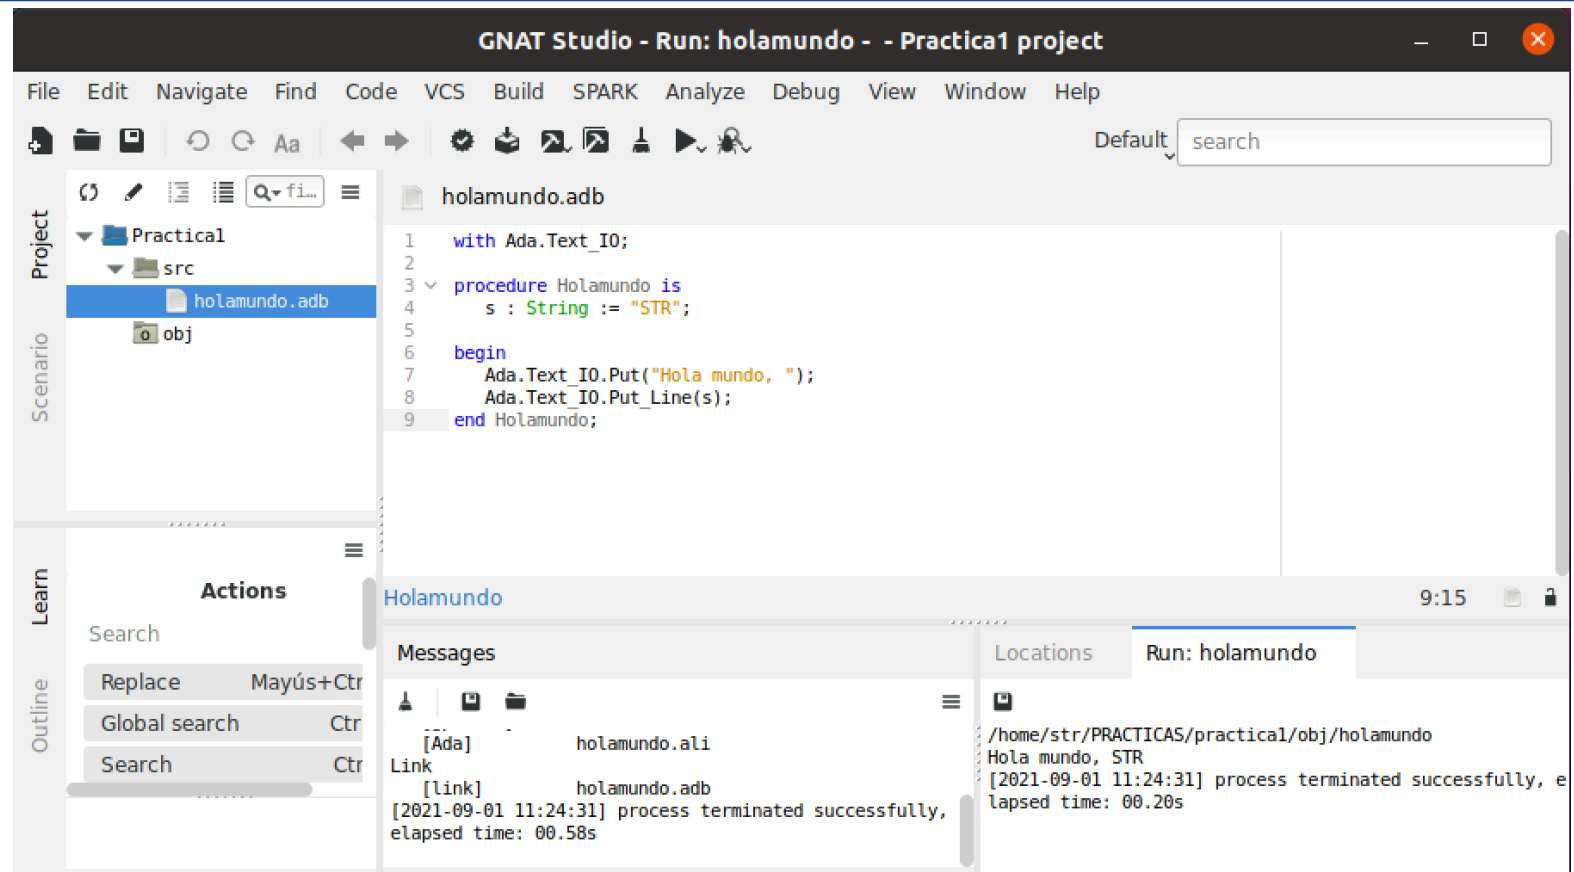 GNAT Studio - Run: holamundo - - Practica1 project
File Edit Navigate Find Code VCS Build SPARK Analyze Debug View Window Help
Aa
Default
search
Project
Scenario
fi...
Practica1
src
holamundo.adb
obj
holamundo.adb
1 with Ada.Text_IO;
2
3 procedure Holamundo is
4 s : String := "STR";
5
6 begin
7 Ada.Text_IO.Put("Hola mundo, ");
8 Ada.Text_IO.Put_Line(s);
9 end Holamundo;
Holamundo
9:15
Learn
Outline
Actions
Search
Replace Mayús+Ctr
Global search Ctr
Search Ctr
Messages
[Ada] holamundo.ali
Link
[link] holamundo.adb
[2021-09-01 11:24:31] process terminated successfully,
elapsed time: 00.58s
Locations
Run: holamundo
/home/str/PRACTICAS/practica1/obj/holamundo
Hola mundo, STR
[2021-09-01 11:24:31] process terminated successfully, e
lapsed time: 00.20s